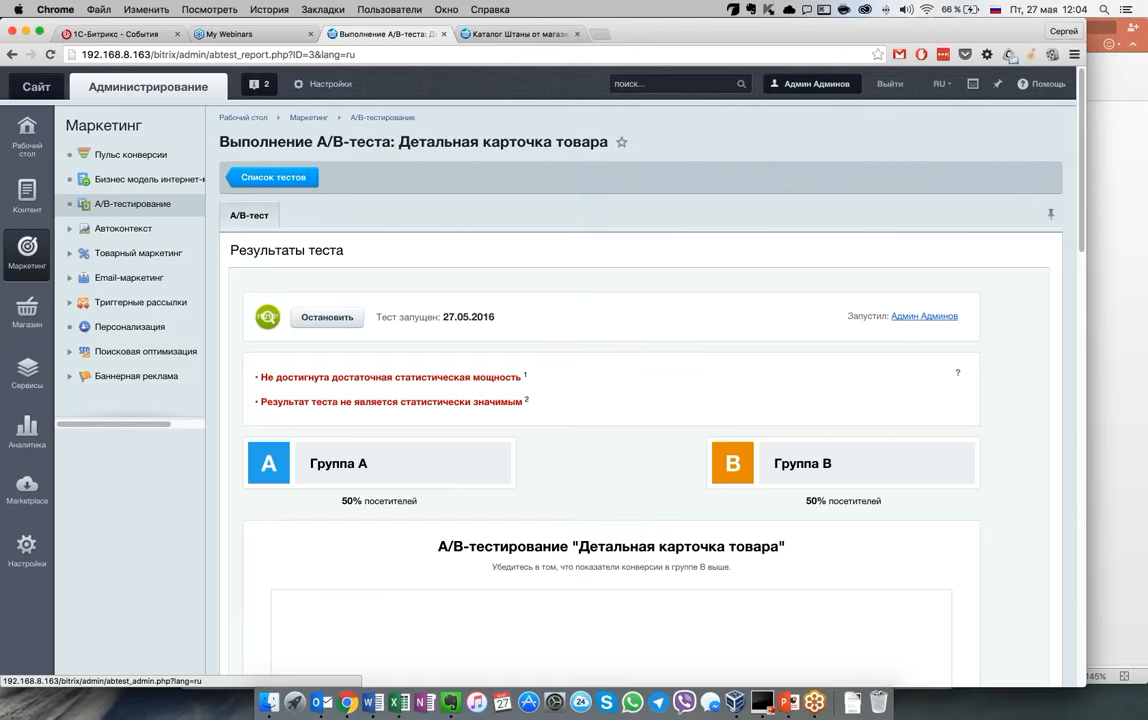 Chrome Файл Изменить Посмотреть История Закладки Пользователи Окно Справка 66 % Пт, 27 мая 12:04
1С-Битрикс - События My Webinars Выполнение A/B-теста: Д Каталог Штаны от магази Сергей
192.168.8.163/bitrix/admin/abtest_report.php?ID=3&lang=ru
Сайт Администрирование 2 Настройки поиск... Админ Админов Выйти RU Помощь
Рабочий стол
Контент
Маркетинг
Магазин
Сервисы
Аналитика
Marketplace
Настройки
Маркетинг
Пульс конверсии
Бизнес модель интернет-м
A/B-тестирование
Автоконтекст
Товарный маркетинг
Email-маркетинг
Триггерные рассылки
Персонализация
Поисковая оптимизация
Баннерная реклама
Рабочий стол Маркетинг A/B-тестирование
Выполнение A/B-теста: Детальная карточка товара
Список тестов
A/B-тест
Результаты теста
Остановить Тест запущен: 27.05.2016 Запустил: Админ Админов
· Не достигнута достаточная статистическая мощность 1 ?
· Результат теста не является статистически значимым 2
A Группа A B Группа B
50% посетителей 50% посетителей
A/B-тестирование "Детальная карточка товара"
Убедитесь в том, что показатели конверсии в группе B выше.
192.168.8.163/bitrix/admin/abtest_admin.php?lang=ru
145%